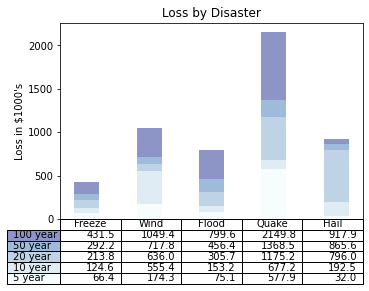 Loss by Disaster
2000
1500
1000
500
0
Loss in $1000's
Freeze Wind Flood Quake Hail
100 year 431.5 1049.4 799.6 2149.8 917.9
50 year 292.2 717.8 456.4 1368.5 865.6
20 year 213.8 636.0 305.7 1175.2 796.0
10 year 124.6 555.4 153.2 677.2 192.5
5 year 66.4 174.3 75.1 577.9 32.0